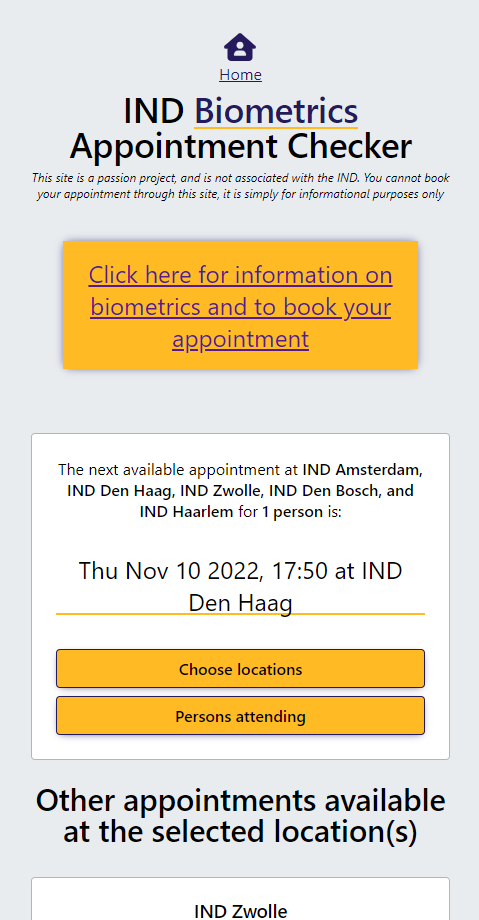 Home
IND Biometrics
Appointment Checker
This site is a passion project, and is not associated with the IND. You cannot book
your appointment through this site, it is simply for informational purposes only
Click here for information on
biometrics and to book your
appointment
The next available appointment at IND Amsterdam,
IND Den Haag, IND Zwolle, IND Den Bosch, and
IND Haarlem for 1 person is:
Thu Nov 10 2022, 17:50 at IND
Den Haag
Choose locations
Persons attending
Other appointments available
at the selected location(s)
IND Zwolle